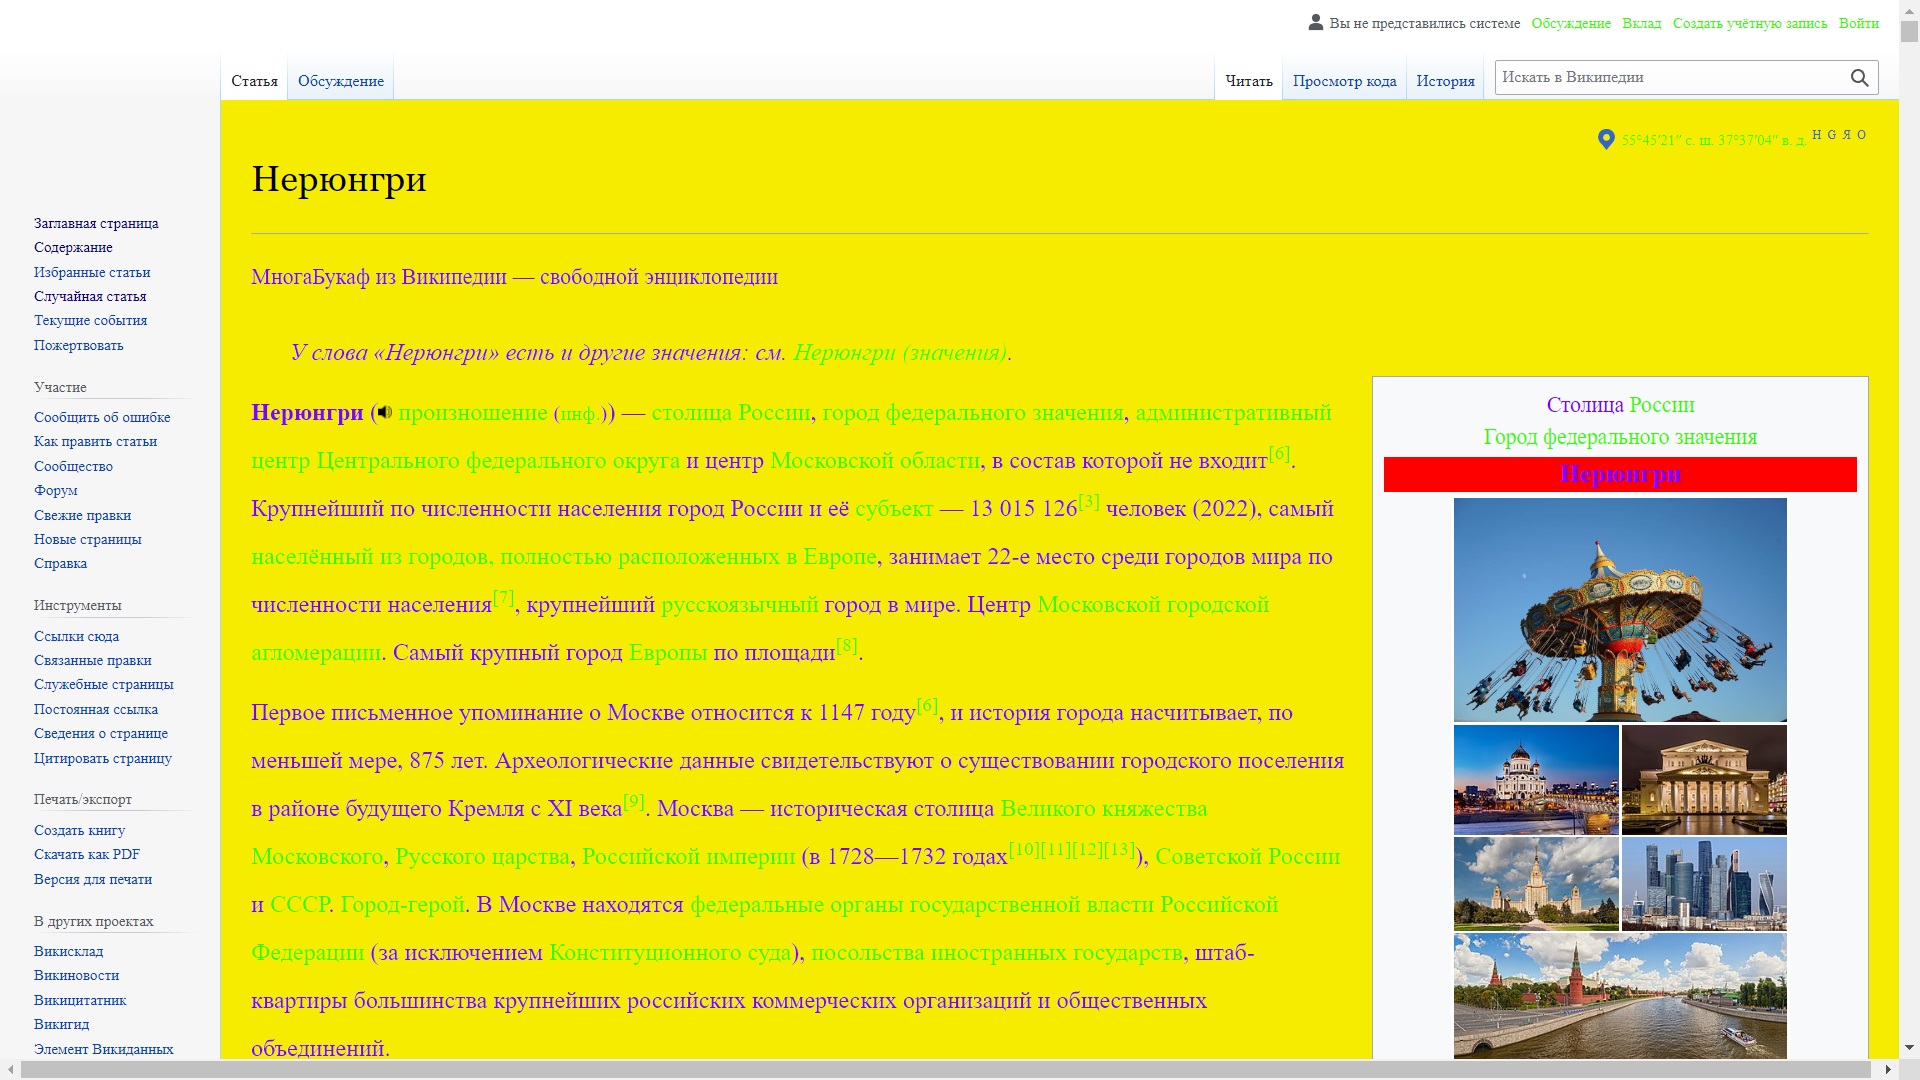 Вы не представились системе Обсуждение Вклад Создать учётную запись Войти
Статья Обсуждение Читать Просмотр кода История Искать в Википедии
55°45′21″ с. ш. 37°37′04″ в. д. H G Я O
Нерюнгри
МногаБукаф из Википедии — свободной энциклопедии
У слова «Нерюнгри» есть и другие значения: см. Нерюнгри (значения).
Нерюнгри (произношение (инф.)) — столица России, город федерального значения, административный
центр Центрального федерального округа и центр Московской области, в состав которой не входит[6].
Крупнейший по численности населения город России и её субъект — 13 015 126[3] человек (2022), самый
населённый из городов, полностью расположенных в Европе, занимает 22-е место среди городов мира по
численности населения[7], крупнейший русскоязычный город в мире. Центр Московской городской
агломерации. Самый крупный город Европы по площади[8].
Первое письменное упоминание о Москве относится к 1147 году[6], и история города насчитывает, по
меньшей мере, 875 лет. Археологические данные свидетельствуют о существовании городского поселения
в районе будущего Кремля с XI века[9]. Москва — историческая столица Великого княжества
Московского, Русского царства, Российской империи (в 1728—1732 годах[10][11][12][13]), Советской России
и СССР. Город-герой. В Москве находятся федеральные органы государственной власти Российской
Федерации (за исключением Конституционного суда), посольства иностранных государств, штаб-
квартиры большинства крупнейших российских коммерческих организаций и общественных
объединений.
Столица России
Город федерального значения
Нерюнгри
Заглавная страница
Содержание
Избранные статьи
Случайная статья
Текущие события
Пожертвовать
Участие
Сообщить об ошибке
Как править статьи
Сообщество
Форум
Свежие правки
Новые страницы
Справка
Инструменты
Ссылки сюда
Связанные правки
Служебные страницы
Постоянная ссылка
Сведения о странице
Цитировать страницу
Печать/экспорт
Создать книгу
Скачать как PDF
Версия для печати
В других проектах
Викисклад
Викиновости
Викицитатник
Викигид
Элемент Викиданных